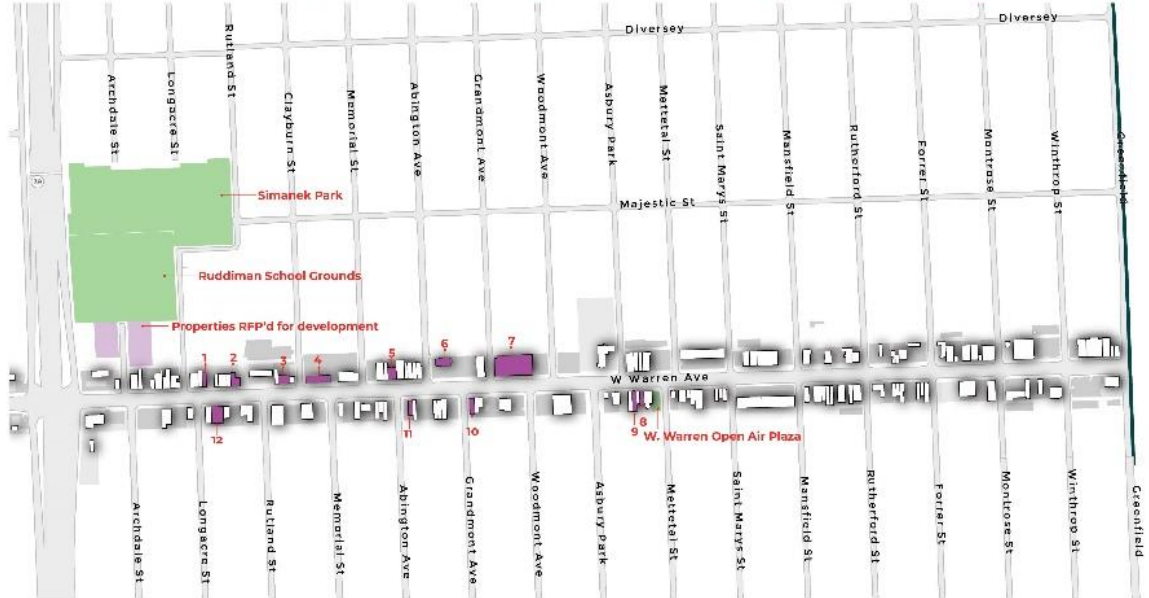 Diversey
Diversey
Rutland St
Archdale St
Longacre St
Clayburn St
Memorial St
Abington Ave
Grandmont Ave
Woodmont Ave
Asbury Park
Mettetal St
Saint Marys St
Mansfield St
Rutherford St
Forrer St
Montrose St
Winthrop St
Greenfield
39
Simanek Park
Majestic St
Ruddiman School Grounds
Properties RFP'd for development
1
2
3
4
5
6
7
W Warren Ave
12
11
10
9
8
W. Warren Open Air Plaza
Archdale St
Longacre St
Rutland St
Memorial St
Abington Ave
Grandmont Ave
Woodmont Ave
Asbury Park
Mettetal St
Saint Marys St
Mansfield St
Rutherford St
Forrer St
Montrose St
Winthrop St
Greenfield